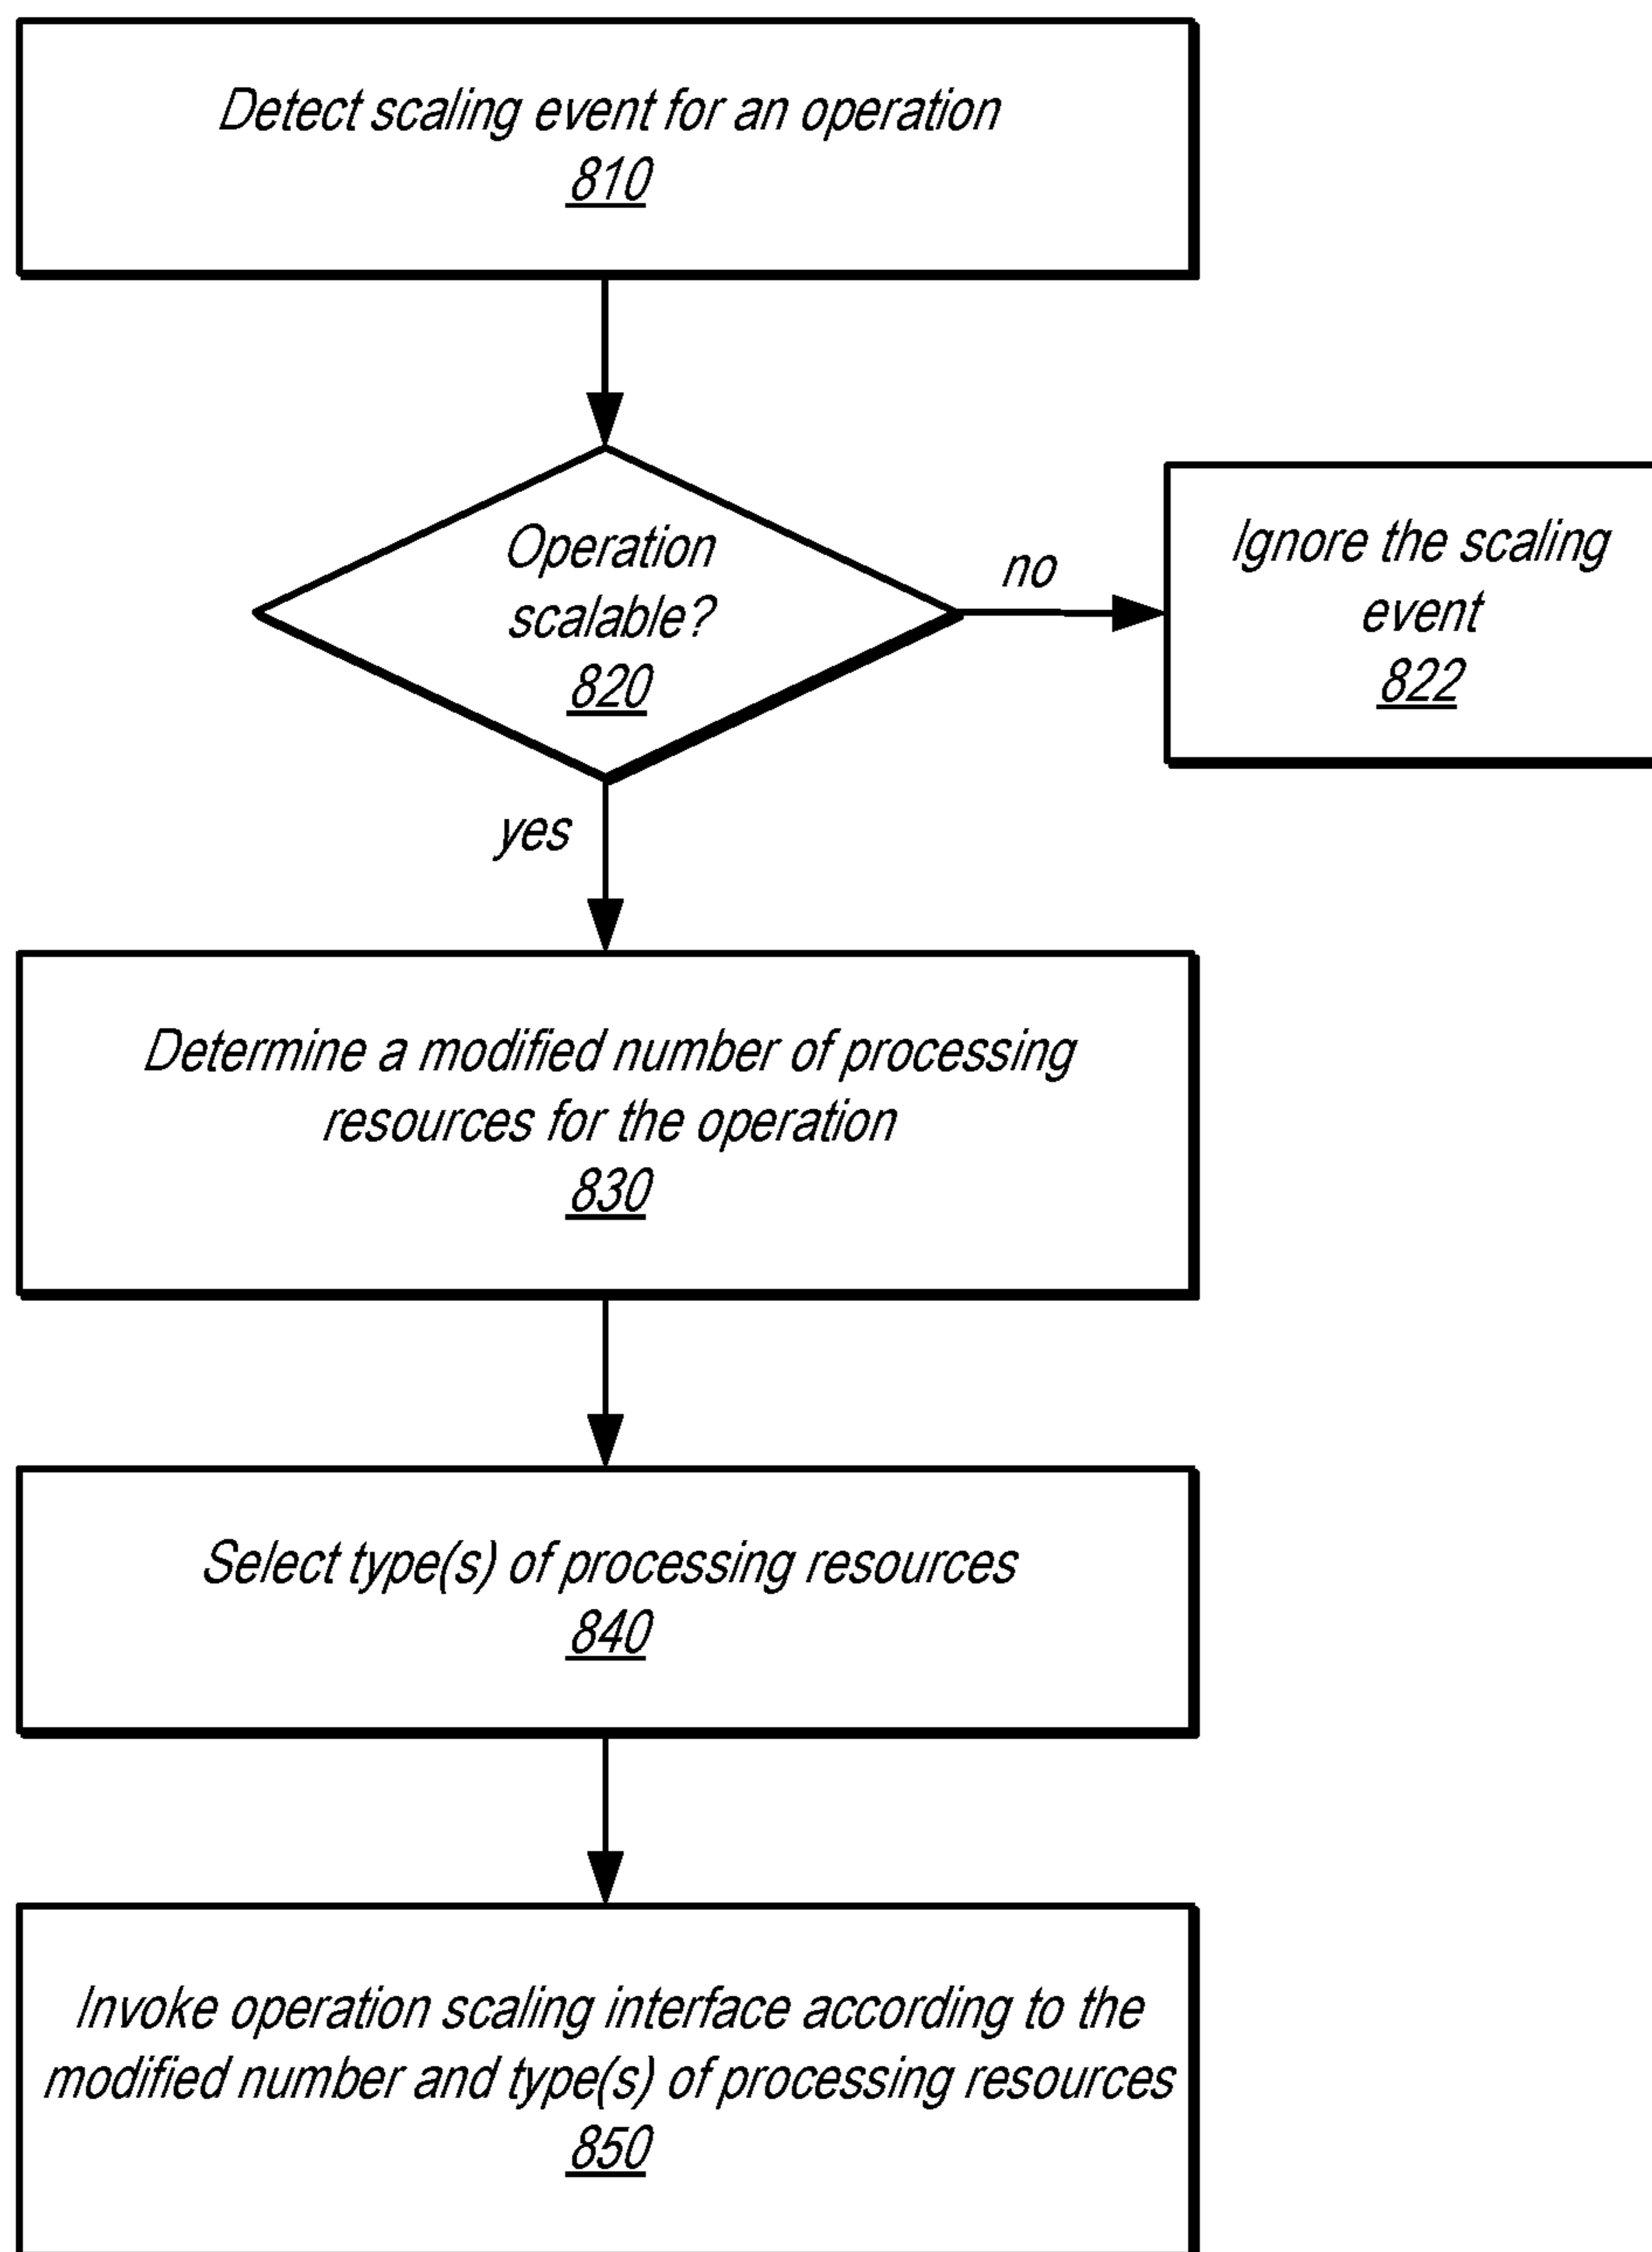 Detect scaling event for an operation
810
Operation
scalable?
820
no
Ignore the scaling
event
822
yes
Determine a modified number of processing
resources for the operation
830
Select type(s) of processing resources
840
Invoke operation scaling interface according to the
modified number and type(s) of processing resources
850